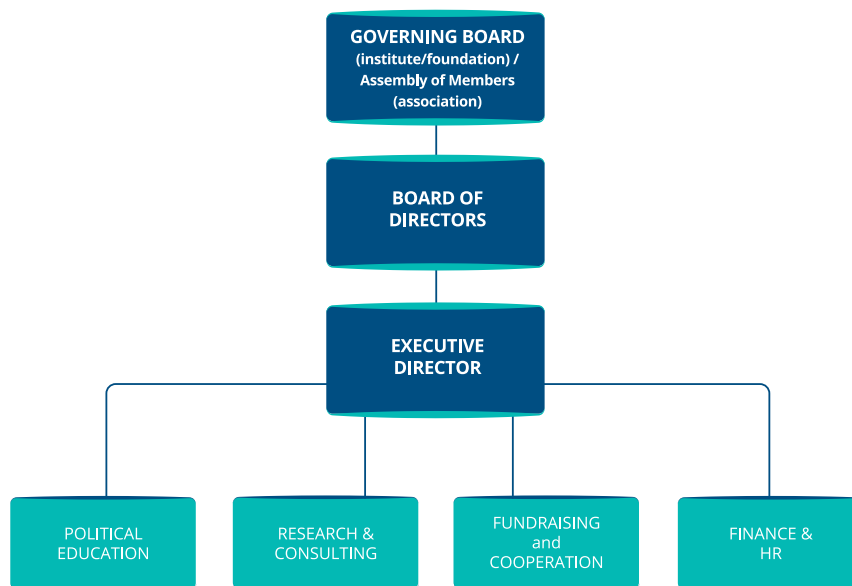 GOVERNING BOARD
(institute/foundation) /
Assembly of Members
(association)
BOARD OF
DIRECTORS
EXECUTIVE
DIRECTOR
POLITICAL
EDUCATION
RESEARCH &
CONSULTING
FUNDRAISING
and
COOPERATION
FINANCE &
HR